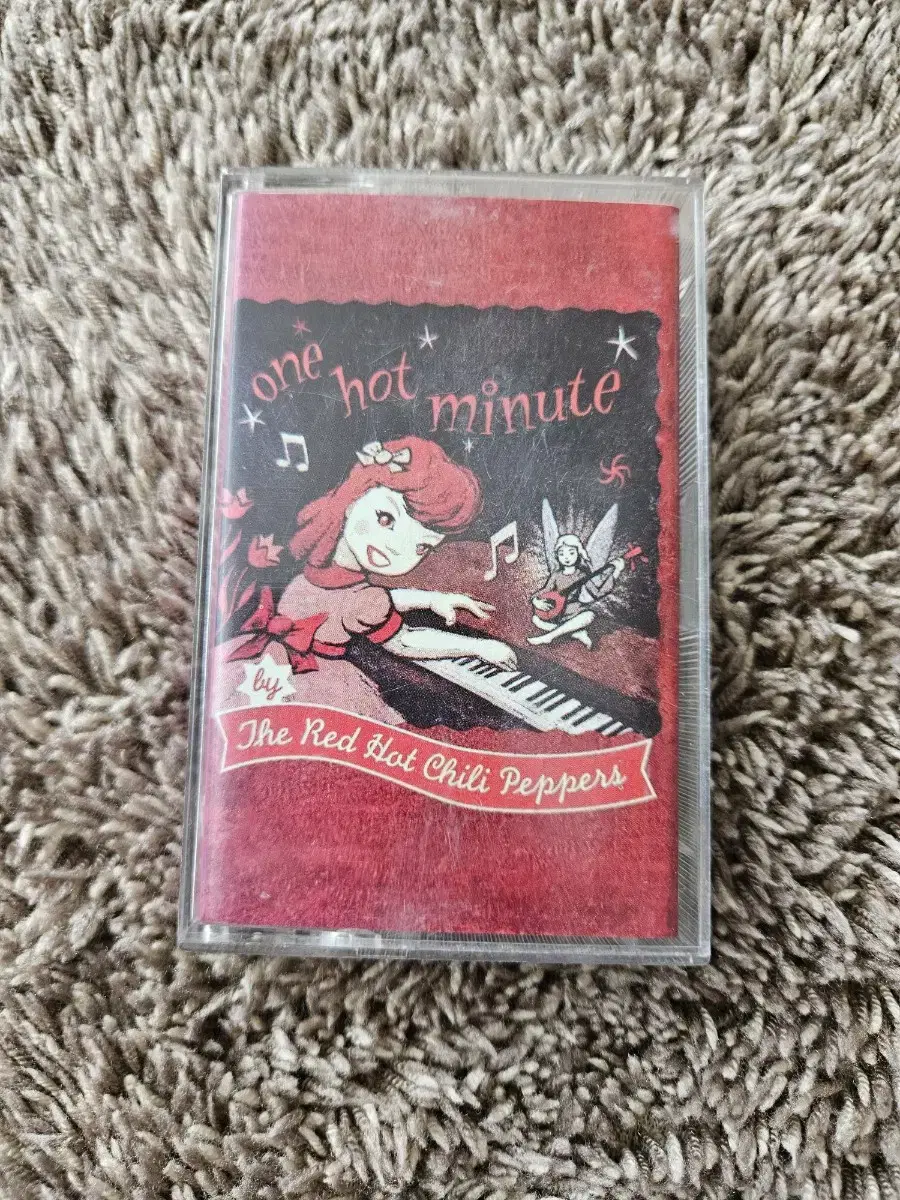 one hot minute
by
The Red Hot Chili Peppers